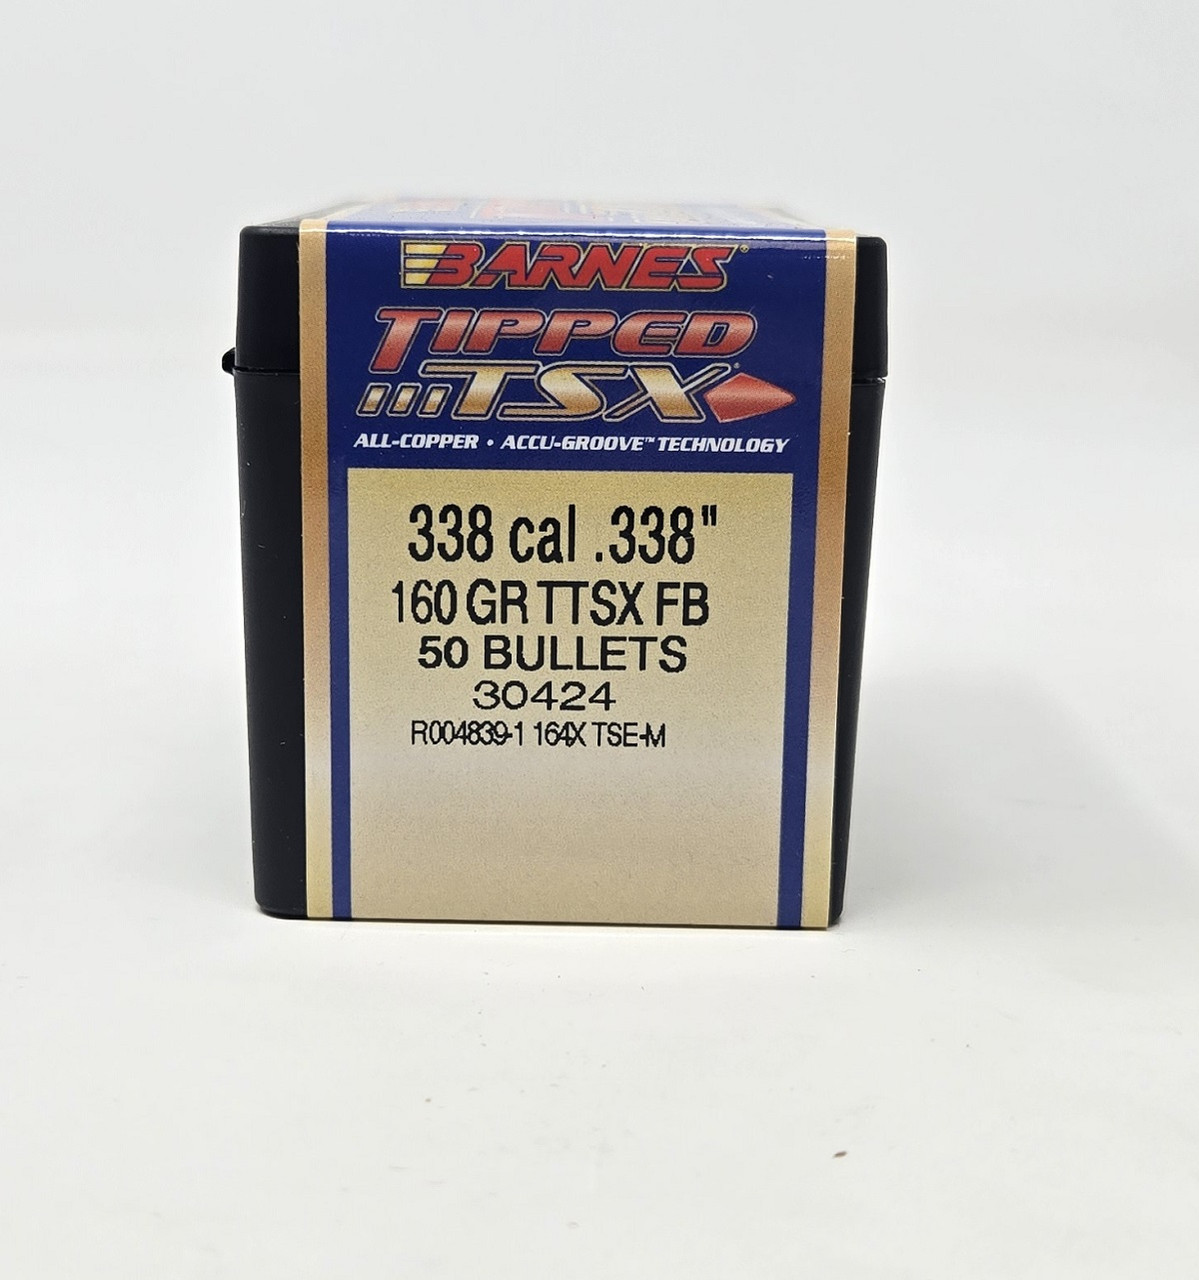 BARNES®
TIPPED
TSX®
ALL-COPPER • ACCU-GROOVE™ TECHNOLOGY
338 cal .338"
160 GR TTSX FB
50 BULLETS
30424
R004839-1 164X TSE-M